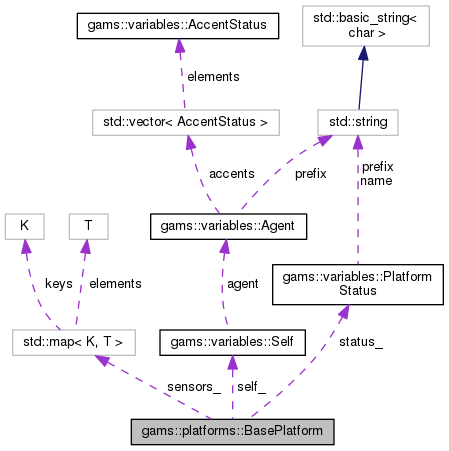 gams::variables::AccentStatus
std::basic_string<
char >
elements
std::vector< AccentStatus >
std::string
accents
prefix
prefix
name
K
T
gams::variables::Agent
gams::variables::Platform
Status
keys
elements
agent
std::map< K, T >
gams::variables::Self
status_
sensors_
self_
gams::platforms::BasePlatform